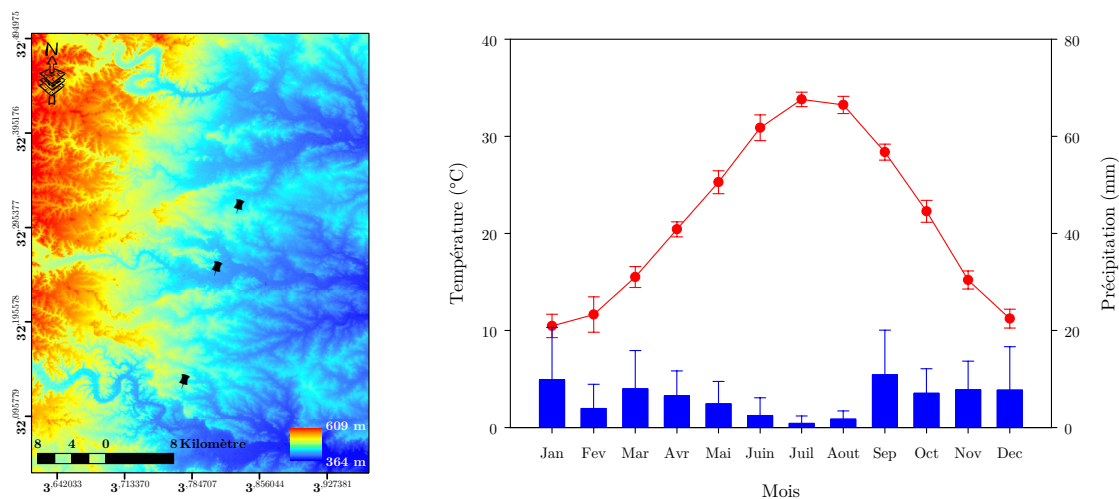 32.494975
32.395176
32.295377
32.195578
32.095779
N
8 4 0 8 Kilomètre
609 m
364 m
3.642033 3.713370 3.784707 3.856044 3.927381
Température (°C)
40
30
20
10
0
Précipitation (mm)
80
60
40
20
0
Jan Fev Mar Avr Mai Juin Juil Aout Sep Oct Nov Dec
Mois